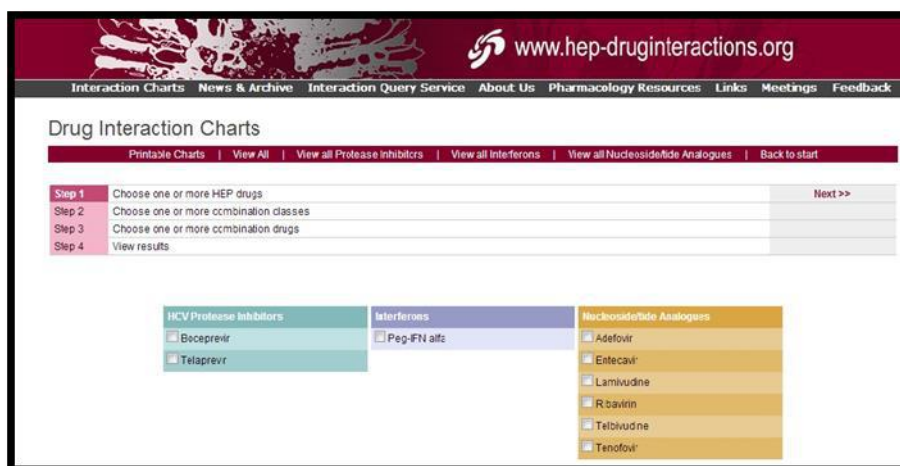 www.hep-druginteractions.org
Interaction Charts News & Archive Interaction Query Service About Us Pharmacology Resources Links Meetings Feedback
Drug Interaction Charts
Printable Charts | View All | View all Protease Inhibitors | View all Interferons | View all Nucleoside/tide Analogues | Back to start
Step 1 Choose one or more HEP drugs Next >>
Step 2 Choose one or more combination classes
Step 3 Choose one or more combination drugs
Step 4 View results
HCV Protease Inhibitors Interferons Nucleoside/tide Analogues
Boceprevir Peg-IFN alfa Adefovir
Telaprevir Entecavir
Lamivudine
Ribavirin
Telbivudine
Tenofovir